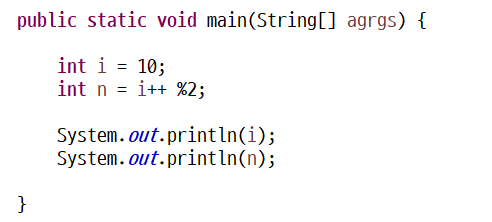 public static void main(String[] agrgs) {
int i = 10;
int n = i++ %2;
System.out.println(i);
System.out.println(n);
}